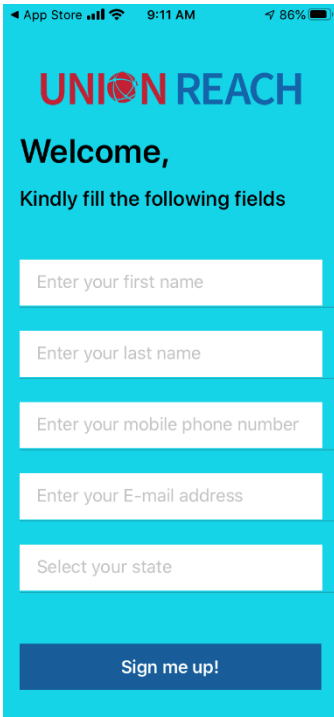 App Store 9:11 AM 86%
UNION REACH
Welcome,
Kindly fill the following fields
Enter your first name
Enter your last name
Enter your mobile phone number
Enter your E-mail address
Select your state
Sign me up!